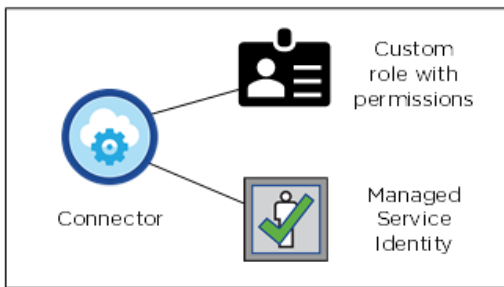 Custom
role with
permissions
Connector
Managed
Service
Identity